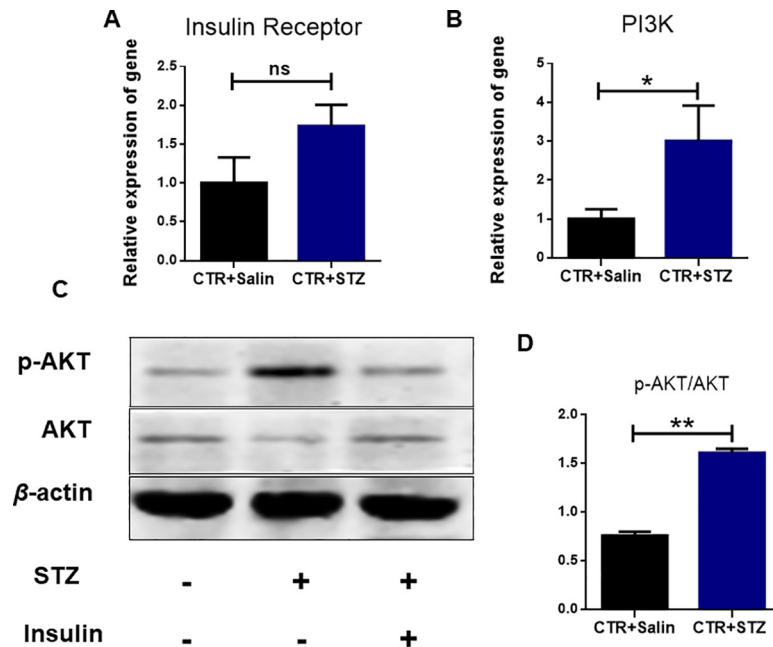 A
Insulin Receptor
Relative expression of gene
2.5
2.0
1.5
1.0
0.5
0.0
ns
CTR+Salin CTR+STZ
B
PI3K
Relative expression of gene
5
4
3
2
1
0
*
CTR+Salin CTR+STZ
C
p-AKT
AKT
β-actin
STZ - + +
Insulin - - +
D
p-AKT/AKT
2.0
1.5
1.0
0.5
0.0
**
CTR+Salin CTR+STZ